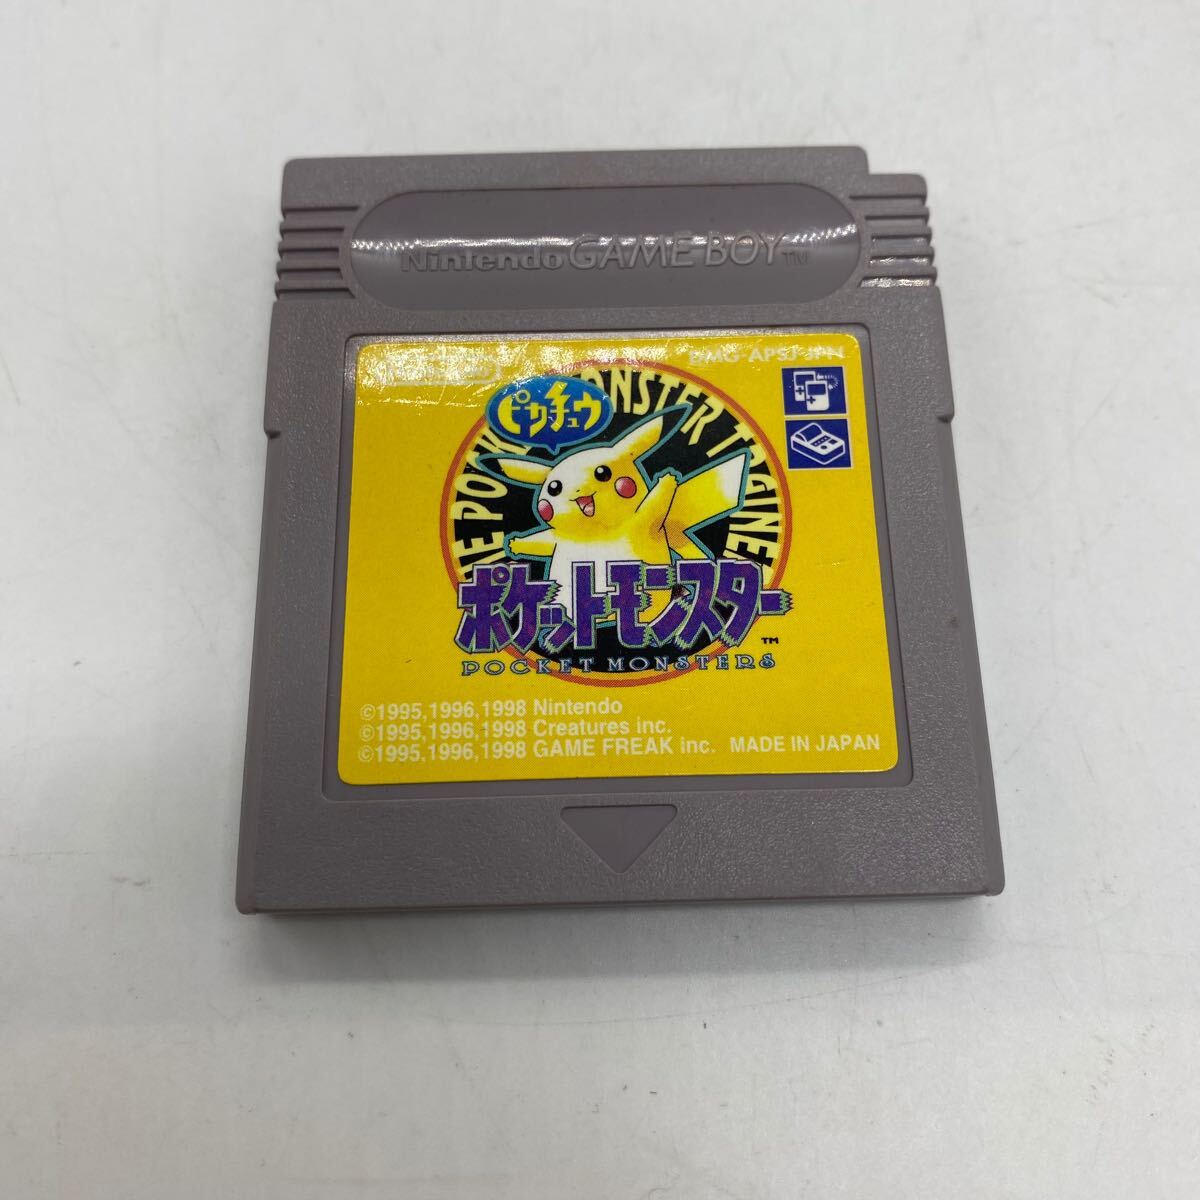 Nintendo GAME BOY TM
DMG-APSJ-JPN
ピカチュウ
ポケットモンスター
TM
POCKET MONSTERS
©1995,1996,1998 Nintendo
©1995,1996,1998 Creatures inc.
©1995,1996,1998 GAME FREAK inc. MADE IN JAPAN